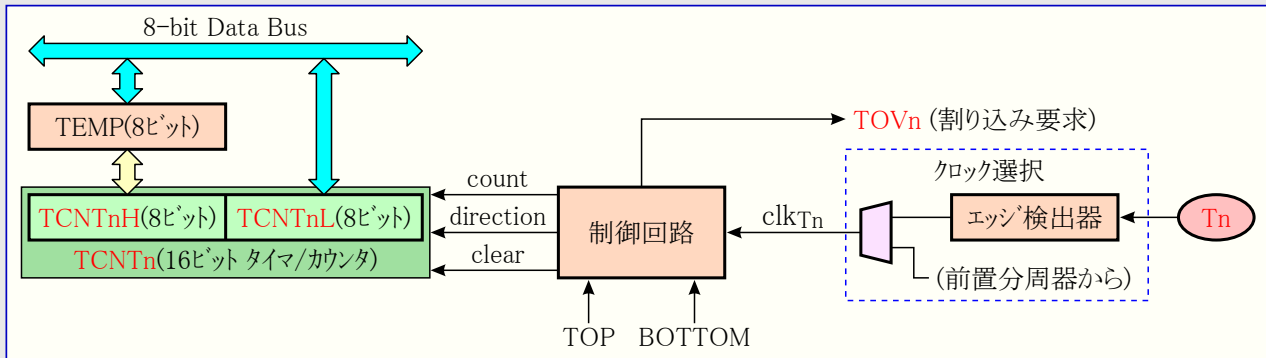 8-bit Data Bus
TEMP(8ビット)
TOVn (割り込み要求)
クロック選択
count
TCNTnH(8ビット)
TCNTnL(8ビット)
direction
制御回路
clkTn
エッジ検出器
Tn
TCNTn(16ビット タイマ/カウンタ)
clear
(前置分周器から)
TOP
BOTTOM